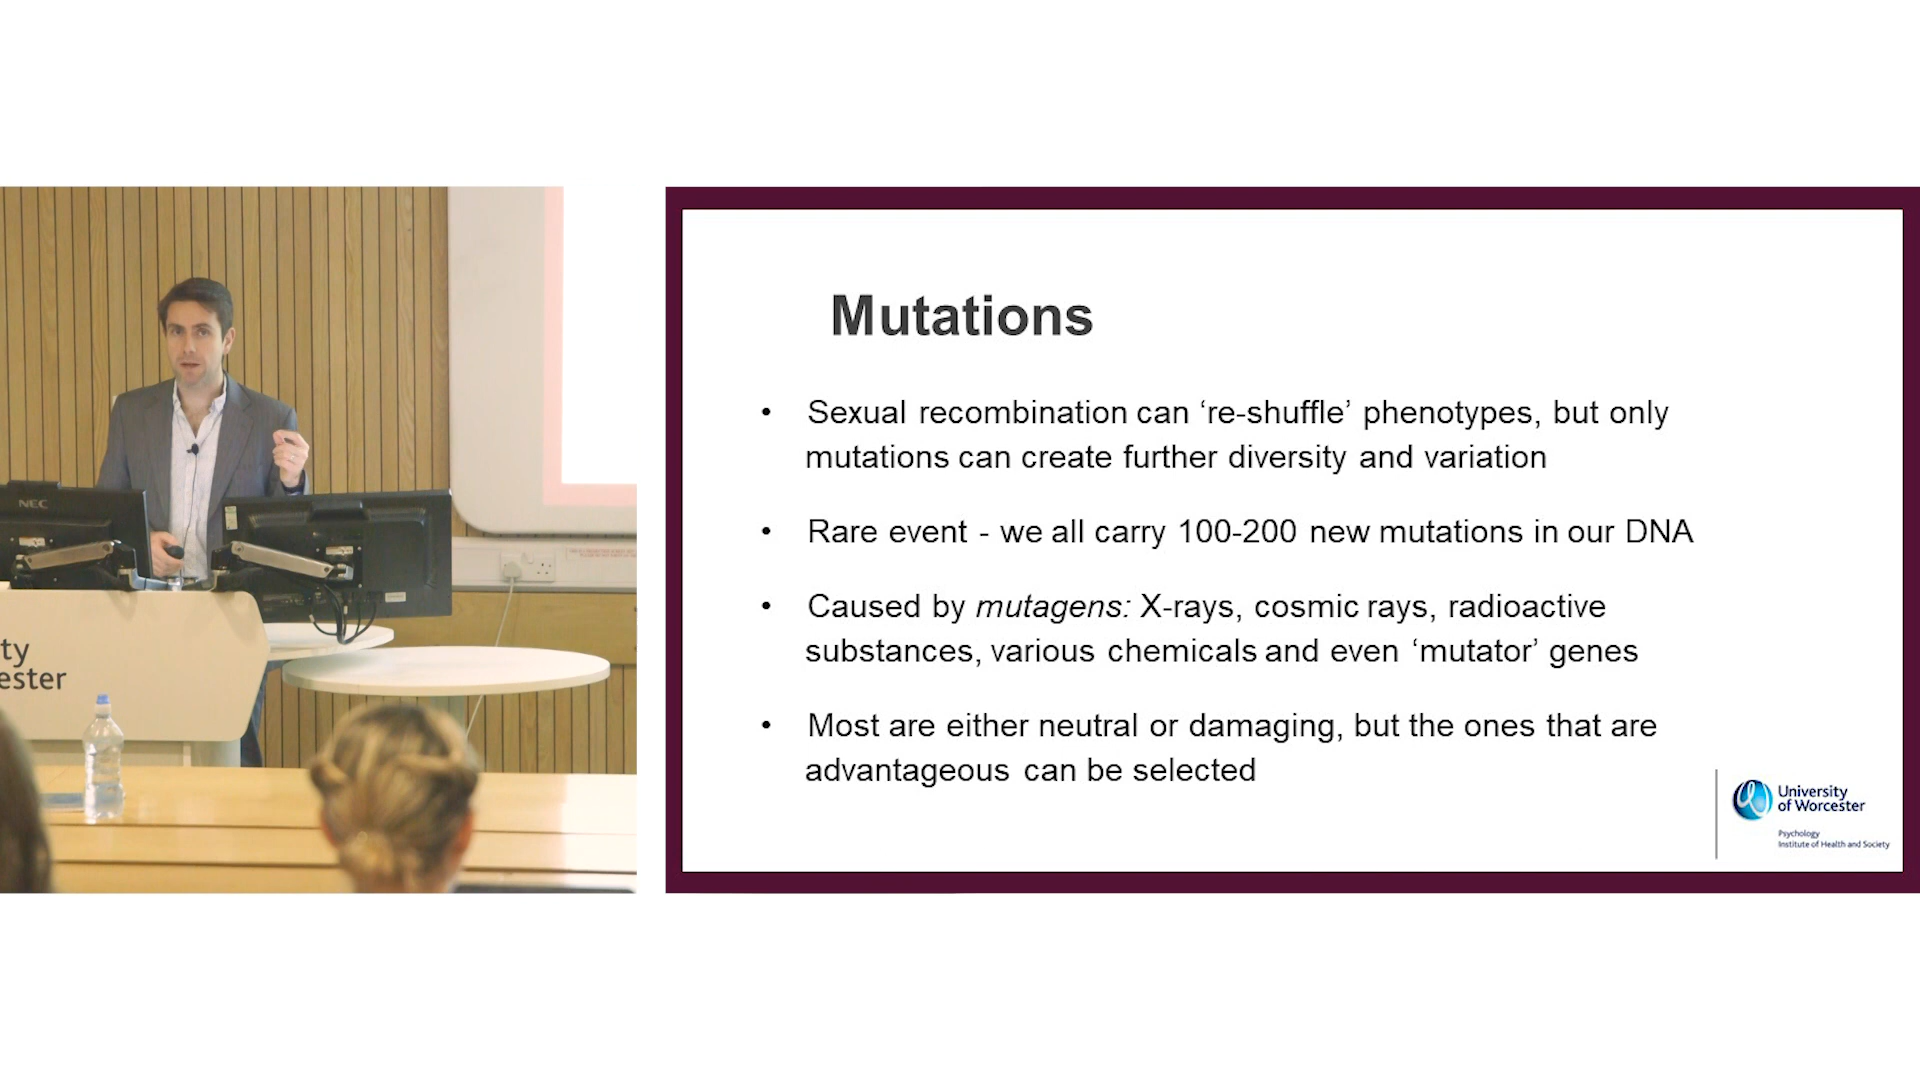 NEC
ty
ester
Mutations
• Sexual recombination can ‘re-shuffle’ phenotypes, but only
mutations can create further diversity and variation
• Rare event - we all carry 100-200 new mutations in our DNA
• Caused by mutagens: X-rays, cosmic rays, radioactive
substances, various chemicals and even ‘mutator’ genes
• Most are either neutral or damaging, but the ones that are
advantageous can be selected
University
of Worcester
Psychology
Institute of Health and Society